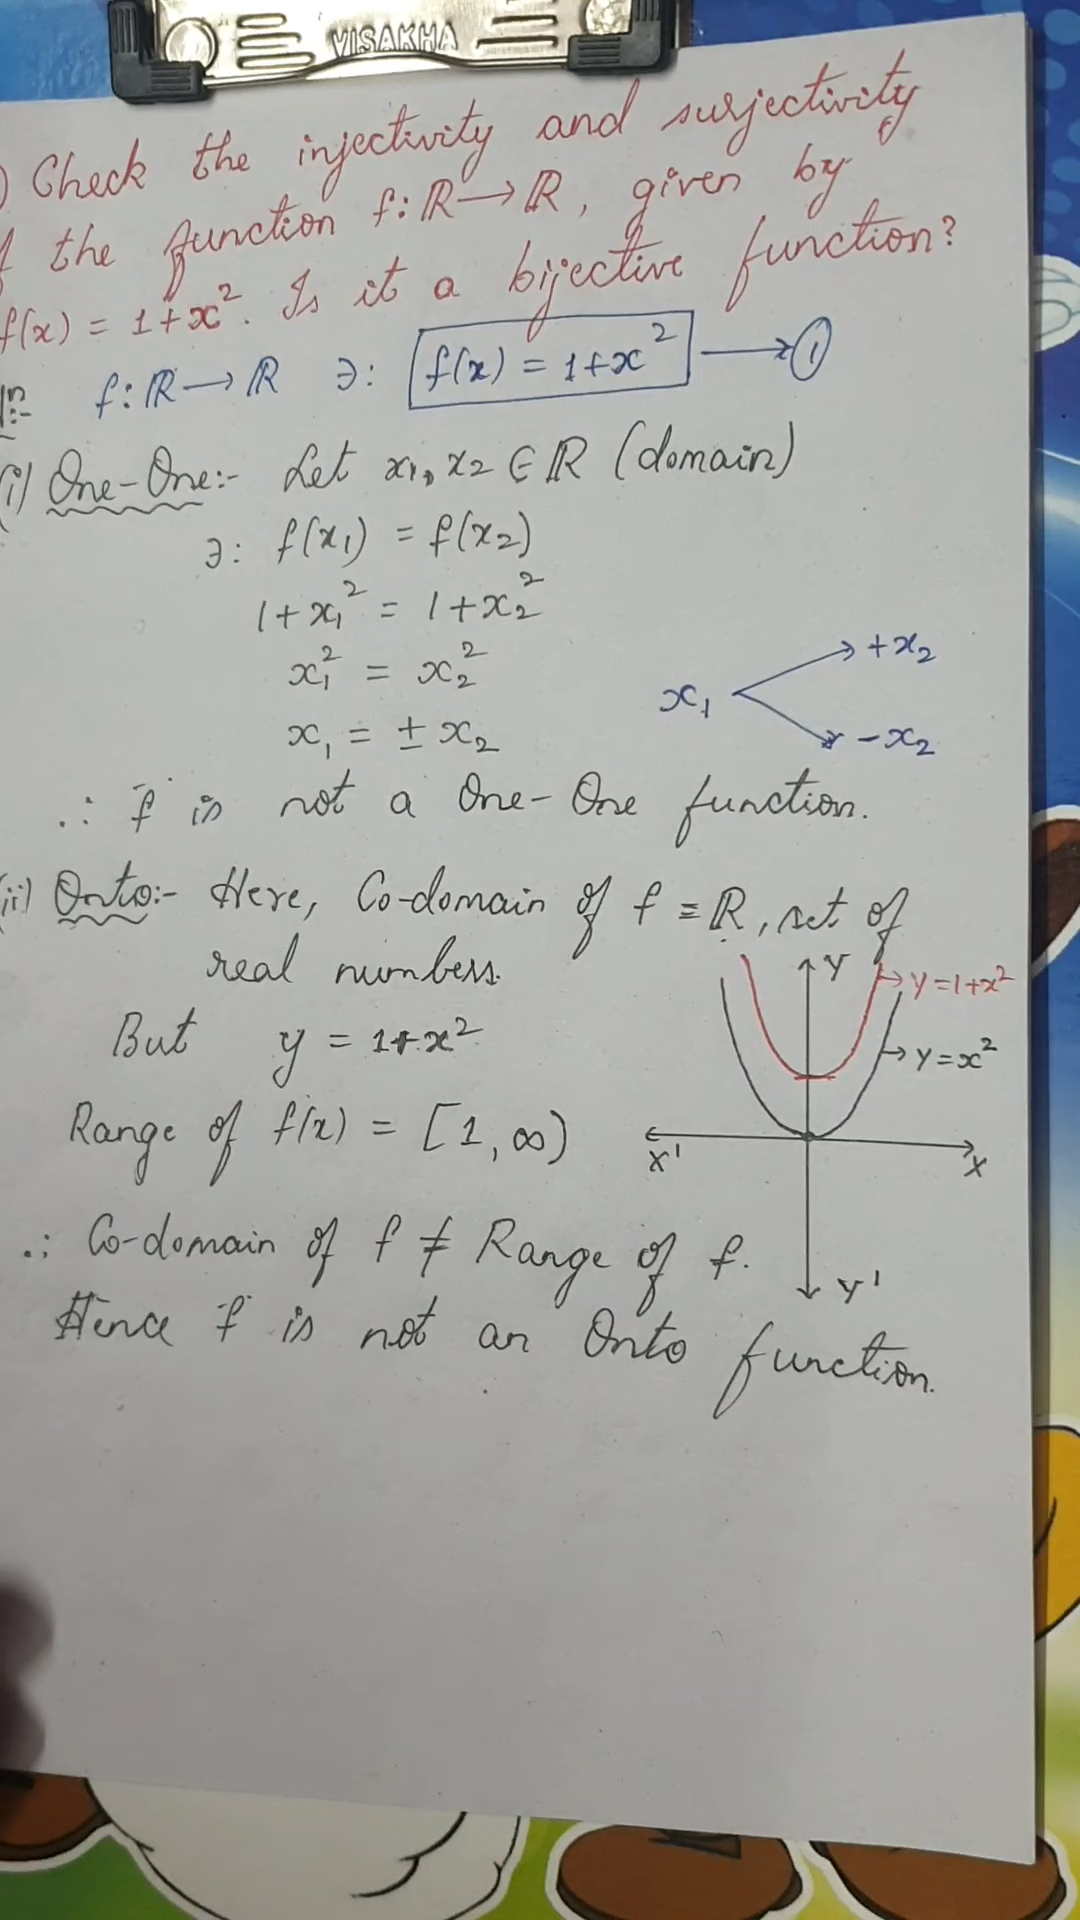 VISAKHA
) Check the injectivity and surjectivity
f the function f: ℝ → ℝ, given by
f(x) = 1+x². Is it a bijective function?
f: ℝ → ℝ ∋: f(x) = 1+x² → ①
(i) One-One:- Let x₁, x₂ ∈ ℝ (domain)
∋: f(x₁) = f(x₂)
1+x₁² = 1+x₂²
x₁² = x₂²
x₁ = ± x₂
x₁ → +x₂
→ -x₂
∴ f is not a One-One function.
(ii) Onto:- Here, Co-domain of f = ℝ, set of
real numbers.
But y = 1+x²
Range of f(x) = [1, ∞)
Y
→ y=1+x²
→ y=x²
X'
X
Y'
∴ Co-domain of f ≠ Range of f.
Hence f is not an Onto function.